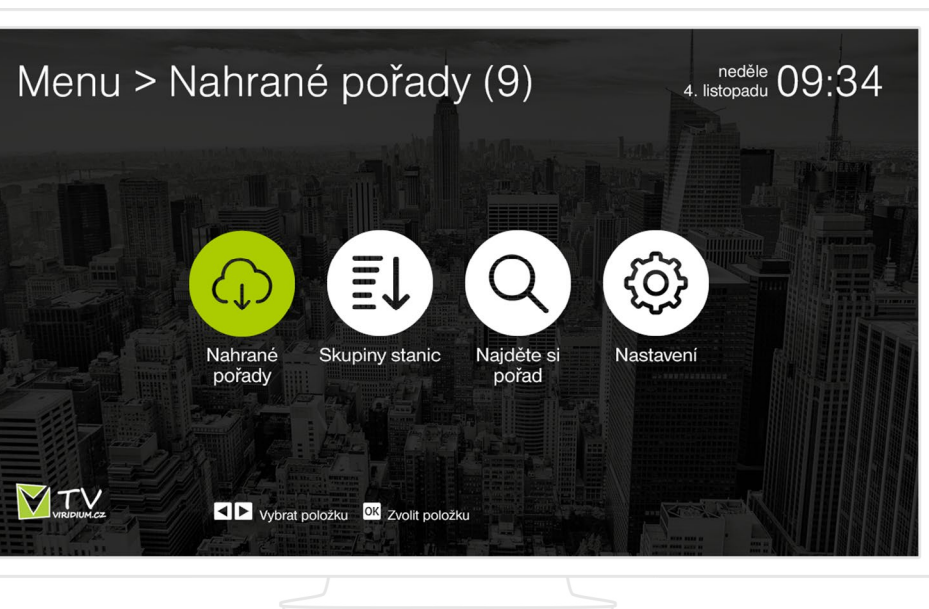 Menu > Nahrané pořady (9)
neděle
4. listopadu
09:34
Nahrané
pořady
Skupiny stanic
Najděte si
pořad
Nastavení
TV
VIRIDIUM.CZ
Vybrat položku
OK Zvolit položku